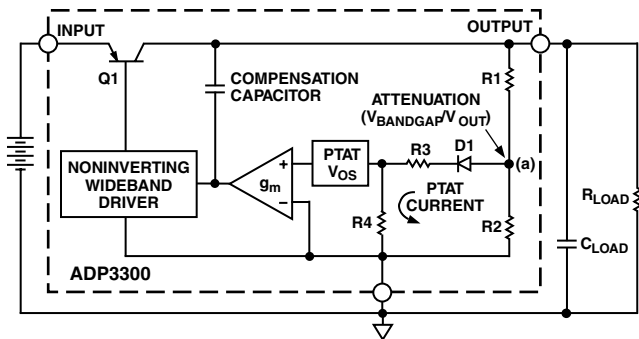 INPUT
OUTPUT
Q1
COMPENSATION
CAPACITOR
R1
ATTENUATION
(VBANDGAP/VOUT)
R3
D1
(a)
NONINVERTING
WIDEBAND
DRIVER
gm
+
−
PTAT
VOS
PTAT
CURRENT
R4
R2
RLOAD
CLOAD
ADP3300